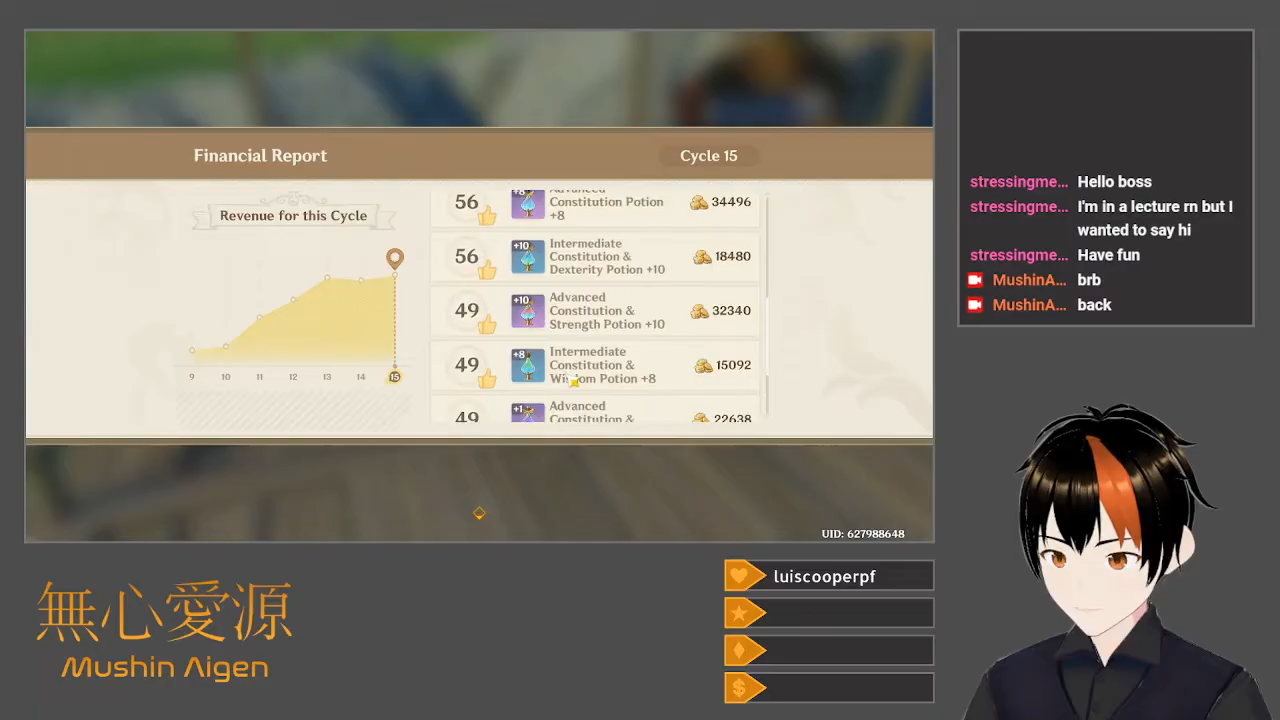 Financial Report
Cycle 15
Revenue for this Cycle
9 10 11 12 13 14 15
56
+8
Advanced
Constitution Potion
+8
34496
56
+10
Intermediate
Constitution &
Dexterity Potion +10
18480
49
+10
Advanced
Constitution &
Strength Potion +10
32340
49
+8
Intermediate
Constitution &
Wisdom Potion +8
15092
49
+1
Advanced
Constitution &
22638
UID: 627988648
stressingme... Hello boss
stressingme... I'm in a lecture rn but I
wanted to say hi
stressingme... Have fun
MushinA... brb
MushinA... back
無心愛源
Mushin Aigen
luiscooperpf
$